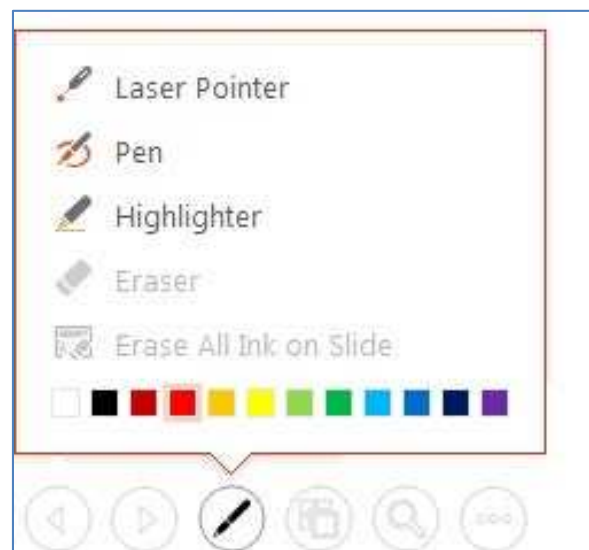 Laser Pointer
Pen
Highlighter
Eraser
Erase All Ink on Slide